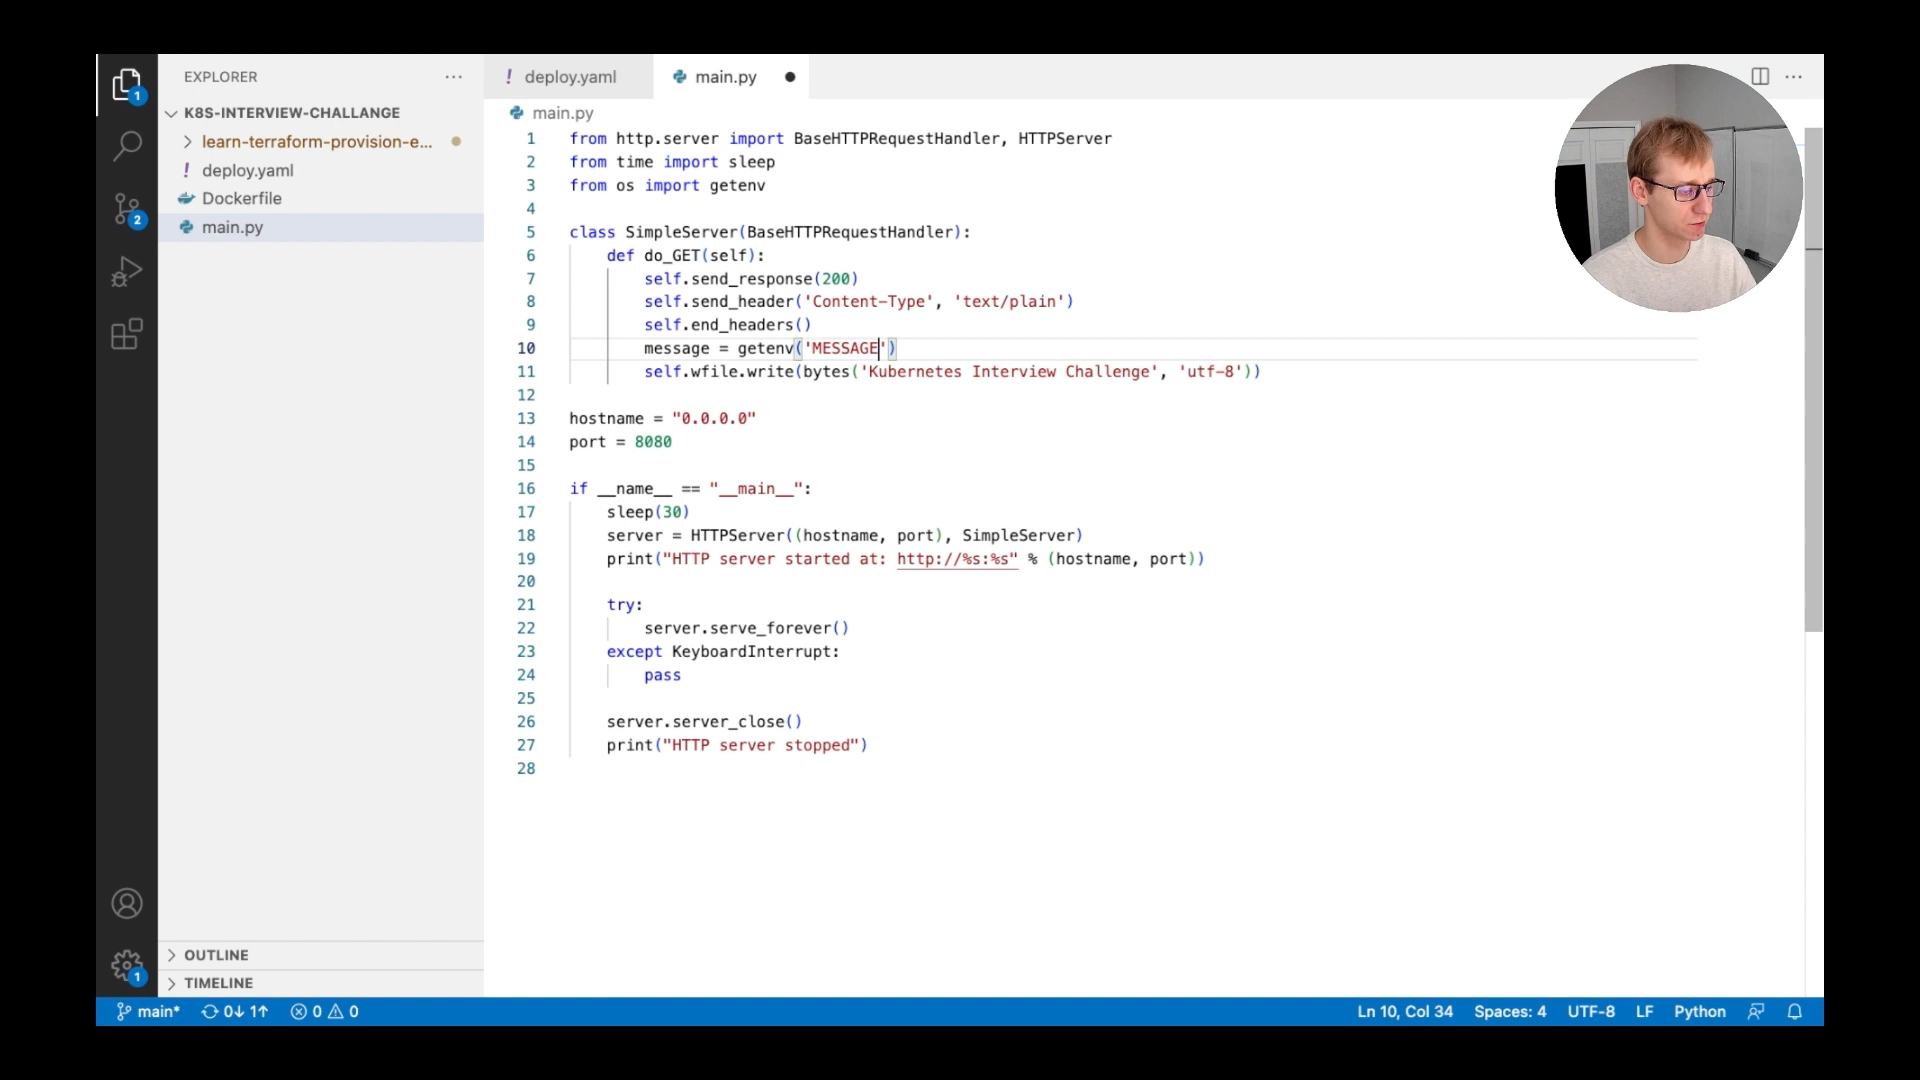 EXPLORER
K8S-INTERVIEW-CHALLANGE
learn-terraform-provision-e...
! deploy.yaml
Dockerfile
main.py
OUTLINE
TIMELINE
1
2
1
! deploy.yaml
main.py
main.py
1 from http.server import BaseHTTPRequestHandler, HTTPServer
2 from time import sleep
3 from os import getenv
4
5 class SimpleServer(BaseHTTPRequestHandler):
6 def do_GET(self):
7 self.send_response(200)
8 self.send_header('Content-Type', 'text/plain')
9 self.end_headers()
10 message = getenv('MESSAGE')
11 self.wfile.write(bytes('Kubernetes Interview Challenge', 'utf-8'))
12
13 hostname = "0.0.0.0"
14 port = 8080
15
16 if __name__ == "__main__":
17 sleep(30)
18 server = HTTPServer((hostname, port), SimpleServer)
19 print("HTTP server started at: http://%s:%s" % (hostname, port))
20
21 try:
22 server.serve_forever()
23 except KeyboardInterrupt:
24 pass
25
26 server.server_close()
27 print("HTTP server stopped")
28
main* 0↓ 1↑ 0 0 Ln 10, Col 34 Spaces: 4 UTF-8 LF Python